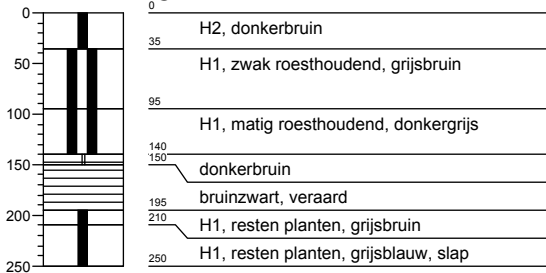 0
50
100
150
200
250
0
H2, donkerbruin
35
H1, zwak roesthoudend, grijsbruin
95
H1, matig roesthoudend, donkergrijs
140
150
donkerbruin
bruinzwart, veraard
195
210
H1, resten planten, grijsbruin
H1, resten planten, grijsblauw, slap
250